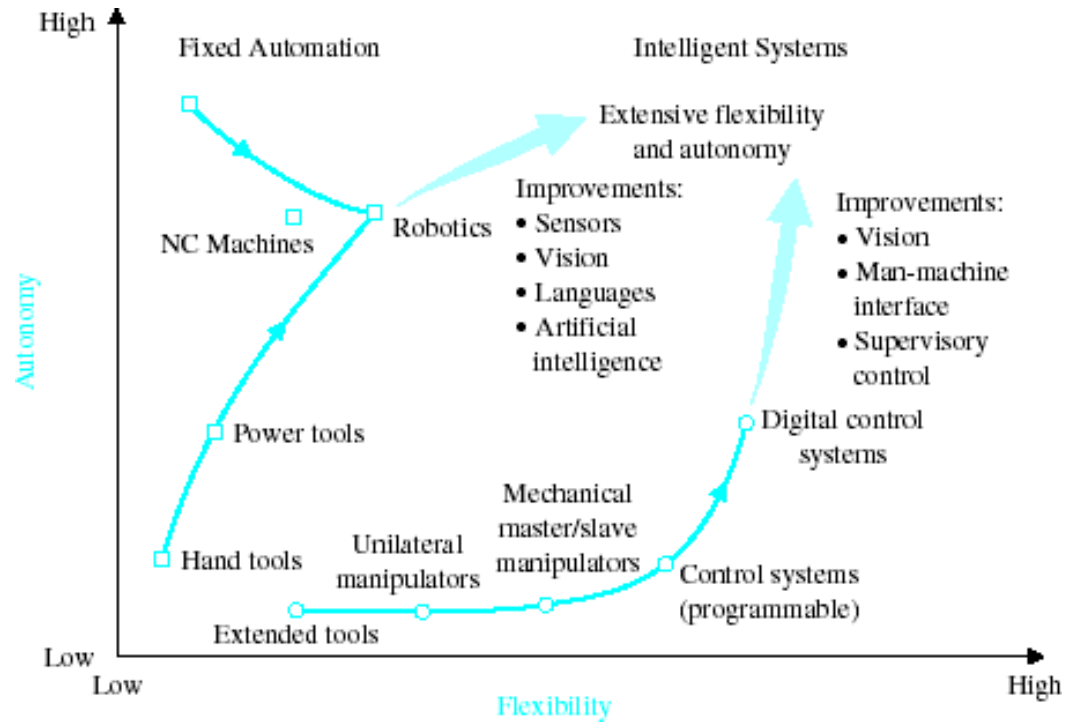 High
Fixed Automation
Intelligent Systems
Extensive flexibility
and autonomy
Improvements:
• Sensors
• Vision
• Languages
• Artificial
intelligence
Improvements:
• Vision
• Man-machine
interface
• Supervisory
control
Robotics
NC Machines
Autonomy
Power tools
Digital control
systems
Mechanical
master/slave
manipulators
Unilateral
manipulators
Hand tools
Control systems
(programmable)
Extended tools
Low
Low
High
Flexibility